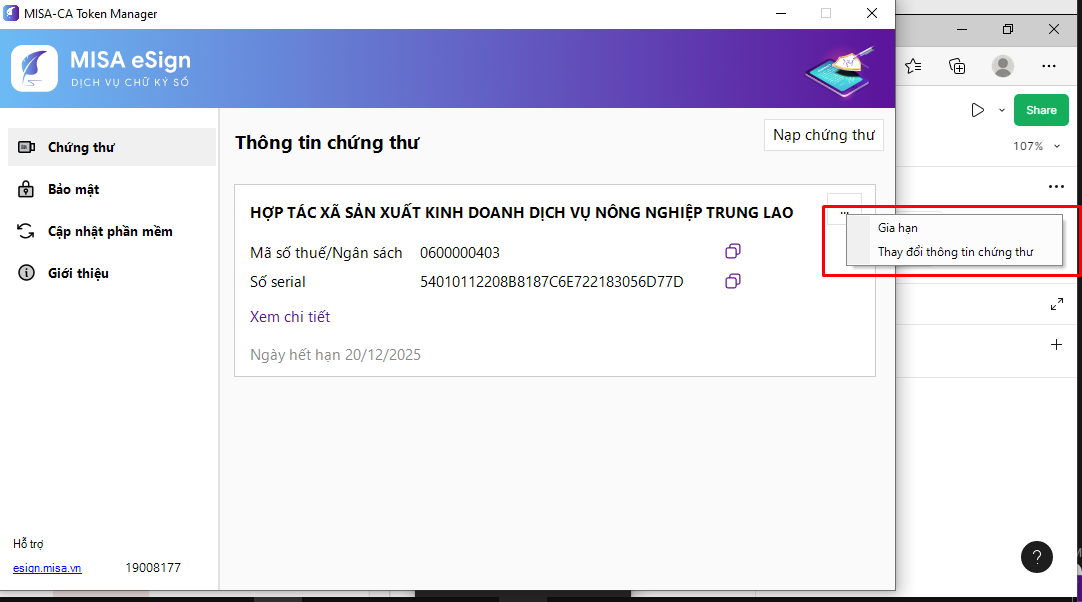 MISA-CA Token Manager
MISA eSign
DỊCH VỤ CHỮ KÝ SỐ
Share
107%
Chứng thư
Bảo mật
Cập nhật phần mềm
Giới thiệu
Thông tin chứng thư
Nạp chứng thư
HỢP TÁC XÃ SẢN XUẤT KINH DOANH DỊCH VỤ NÔNG NGHIỆP TRUNG LAO
Mã số thuế/Ngân sách 0600000403
Số serial 54010112208B8187C6E722183056D77D
Xem chi tiết
Ngày hết hạn 20/12/2025
Gia hạn
Thay đổi thông tin chứng thư
Hỗ trợ
esign.misa.vn 19008177
?